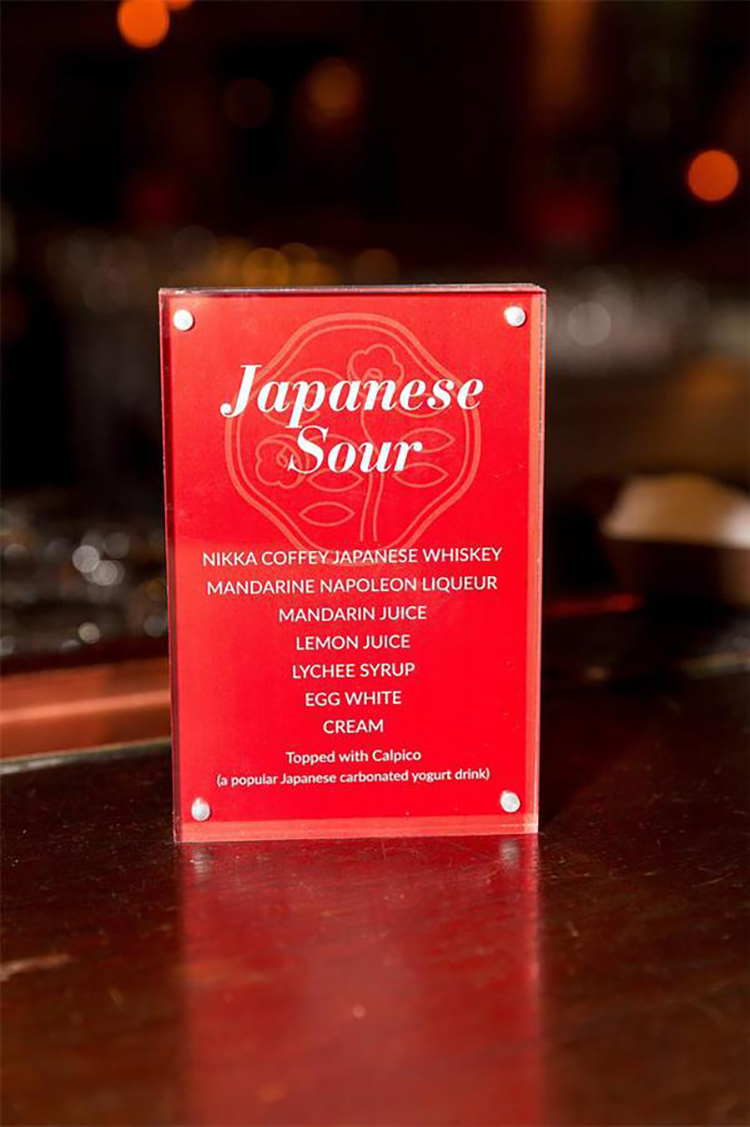 Japanese
Sour
NIKKA COFFEY JAPANESE WHISKEY
MANDARINE NAPOLEON LIQUEUR
MANDARIN JUICE
LEMON JUICE
LYCHEE SYRUP
EGG WHITE
CREAM
Topped with Calpico
(a popular Japanese carbonated yogurt drink)